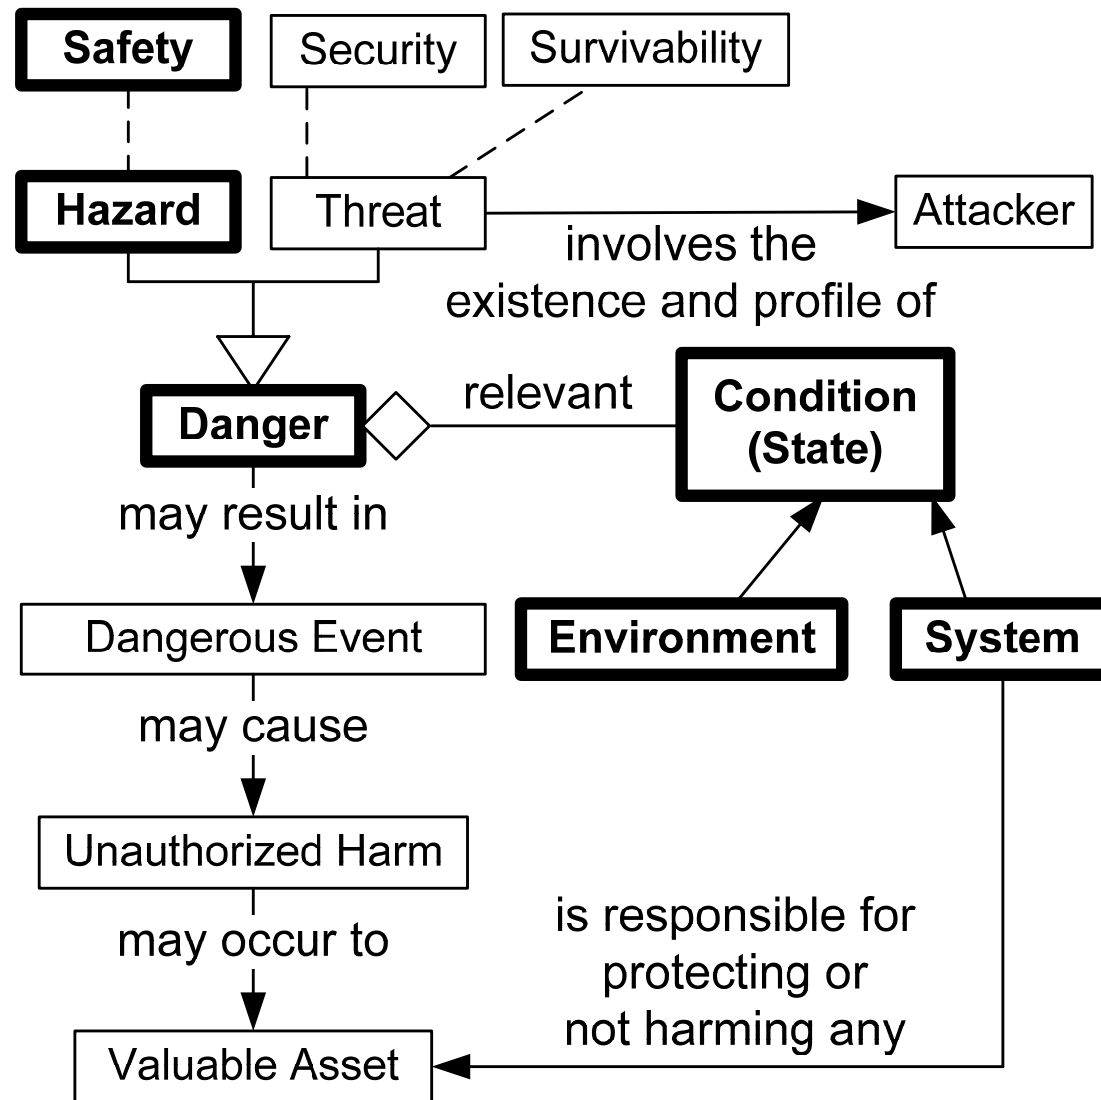 Safety
Security
Survivability
Hazard
Threat
Attacker
involves the
existence and profile of
Danger
relevant
Condition
(State)
may result in
Dangerous Event
Environment
System
may cause
Unauthorized Harm
may occur to
is responsible for
protecting or
not harming any
Valuable Asset